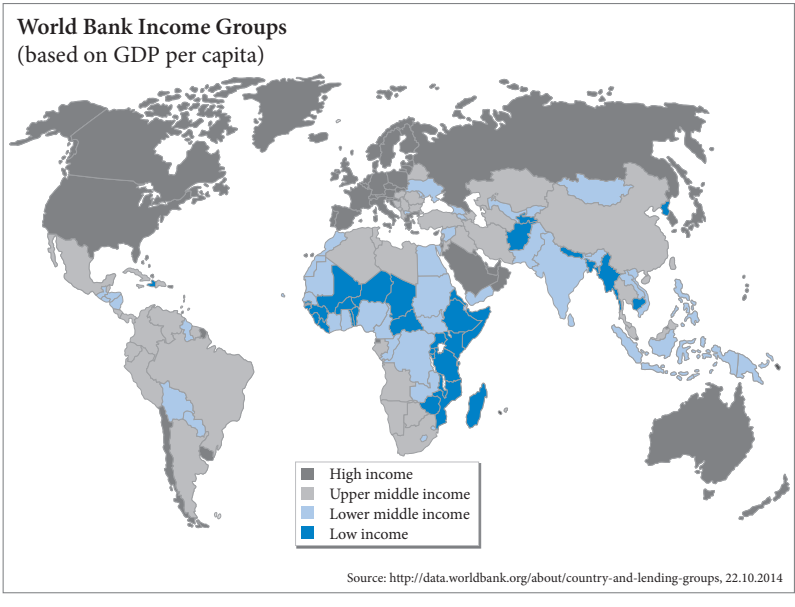 World Bank Income Groups
(based on GDP per capita)
High income
Upper middle income
Lower middle income
Low income
Source: http://data.worldbank.org/about/country-and-lending-groups, 22.10.2014